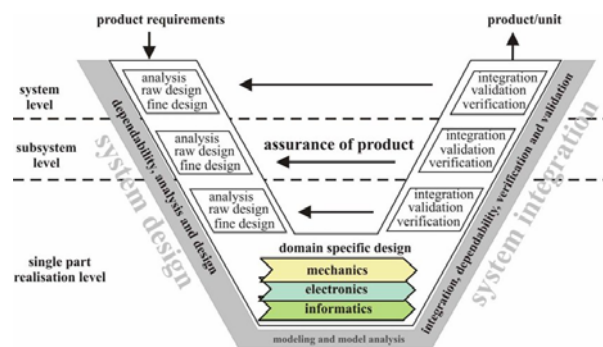 product requirements
product/unit
system
level
analysis
raw design
fine design
integration
validation
verification
subsystem
level
analysis
raw design
fine design
assurance of product
integration
validation
verification
analysis
raw design
fine design
integration
validation
verification
single part
realisation level
domain specific design
mechanics
electronics
informatics
modeling and model analysis
dependability, analysis and design
system design
integration, dependability, verification and validation
system integration